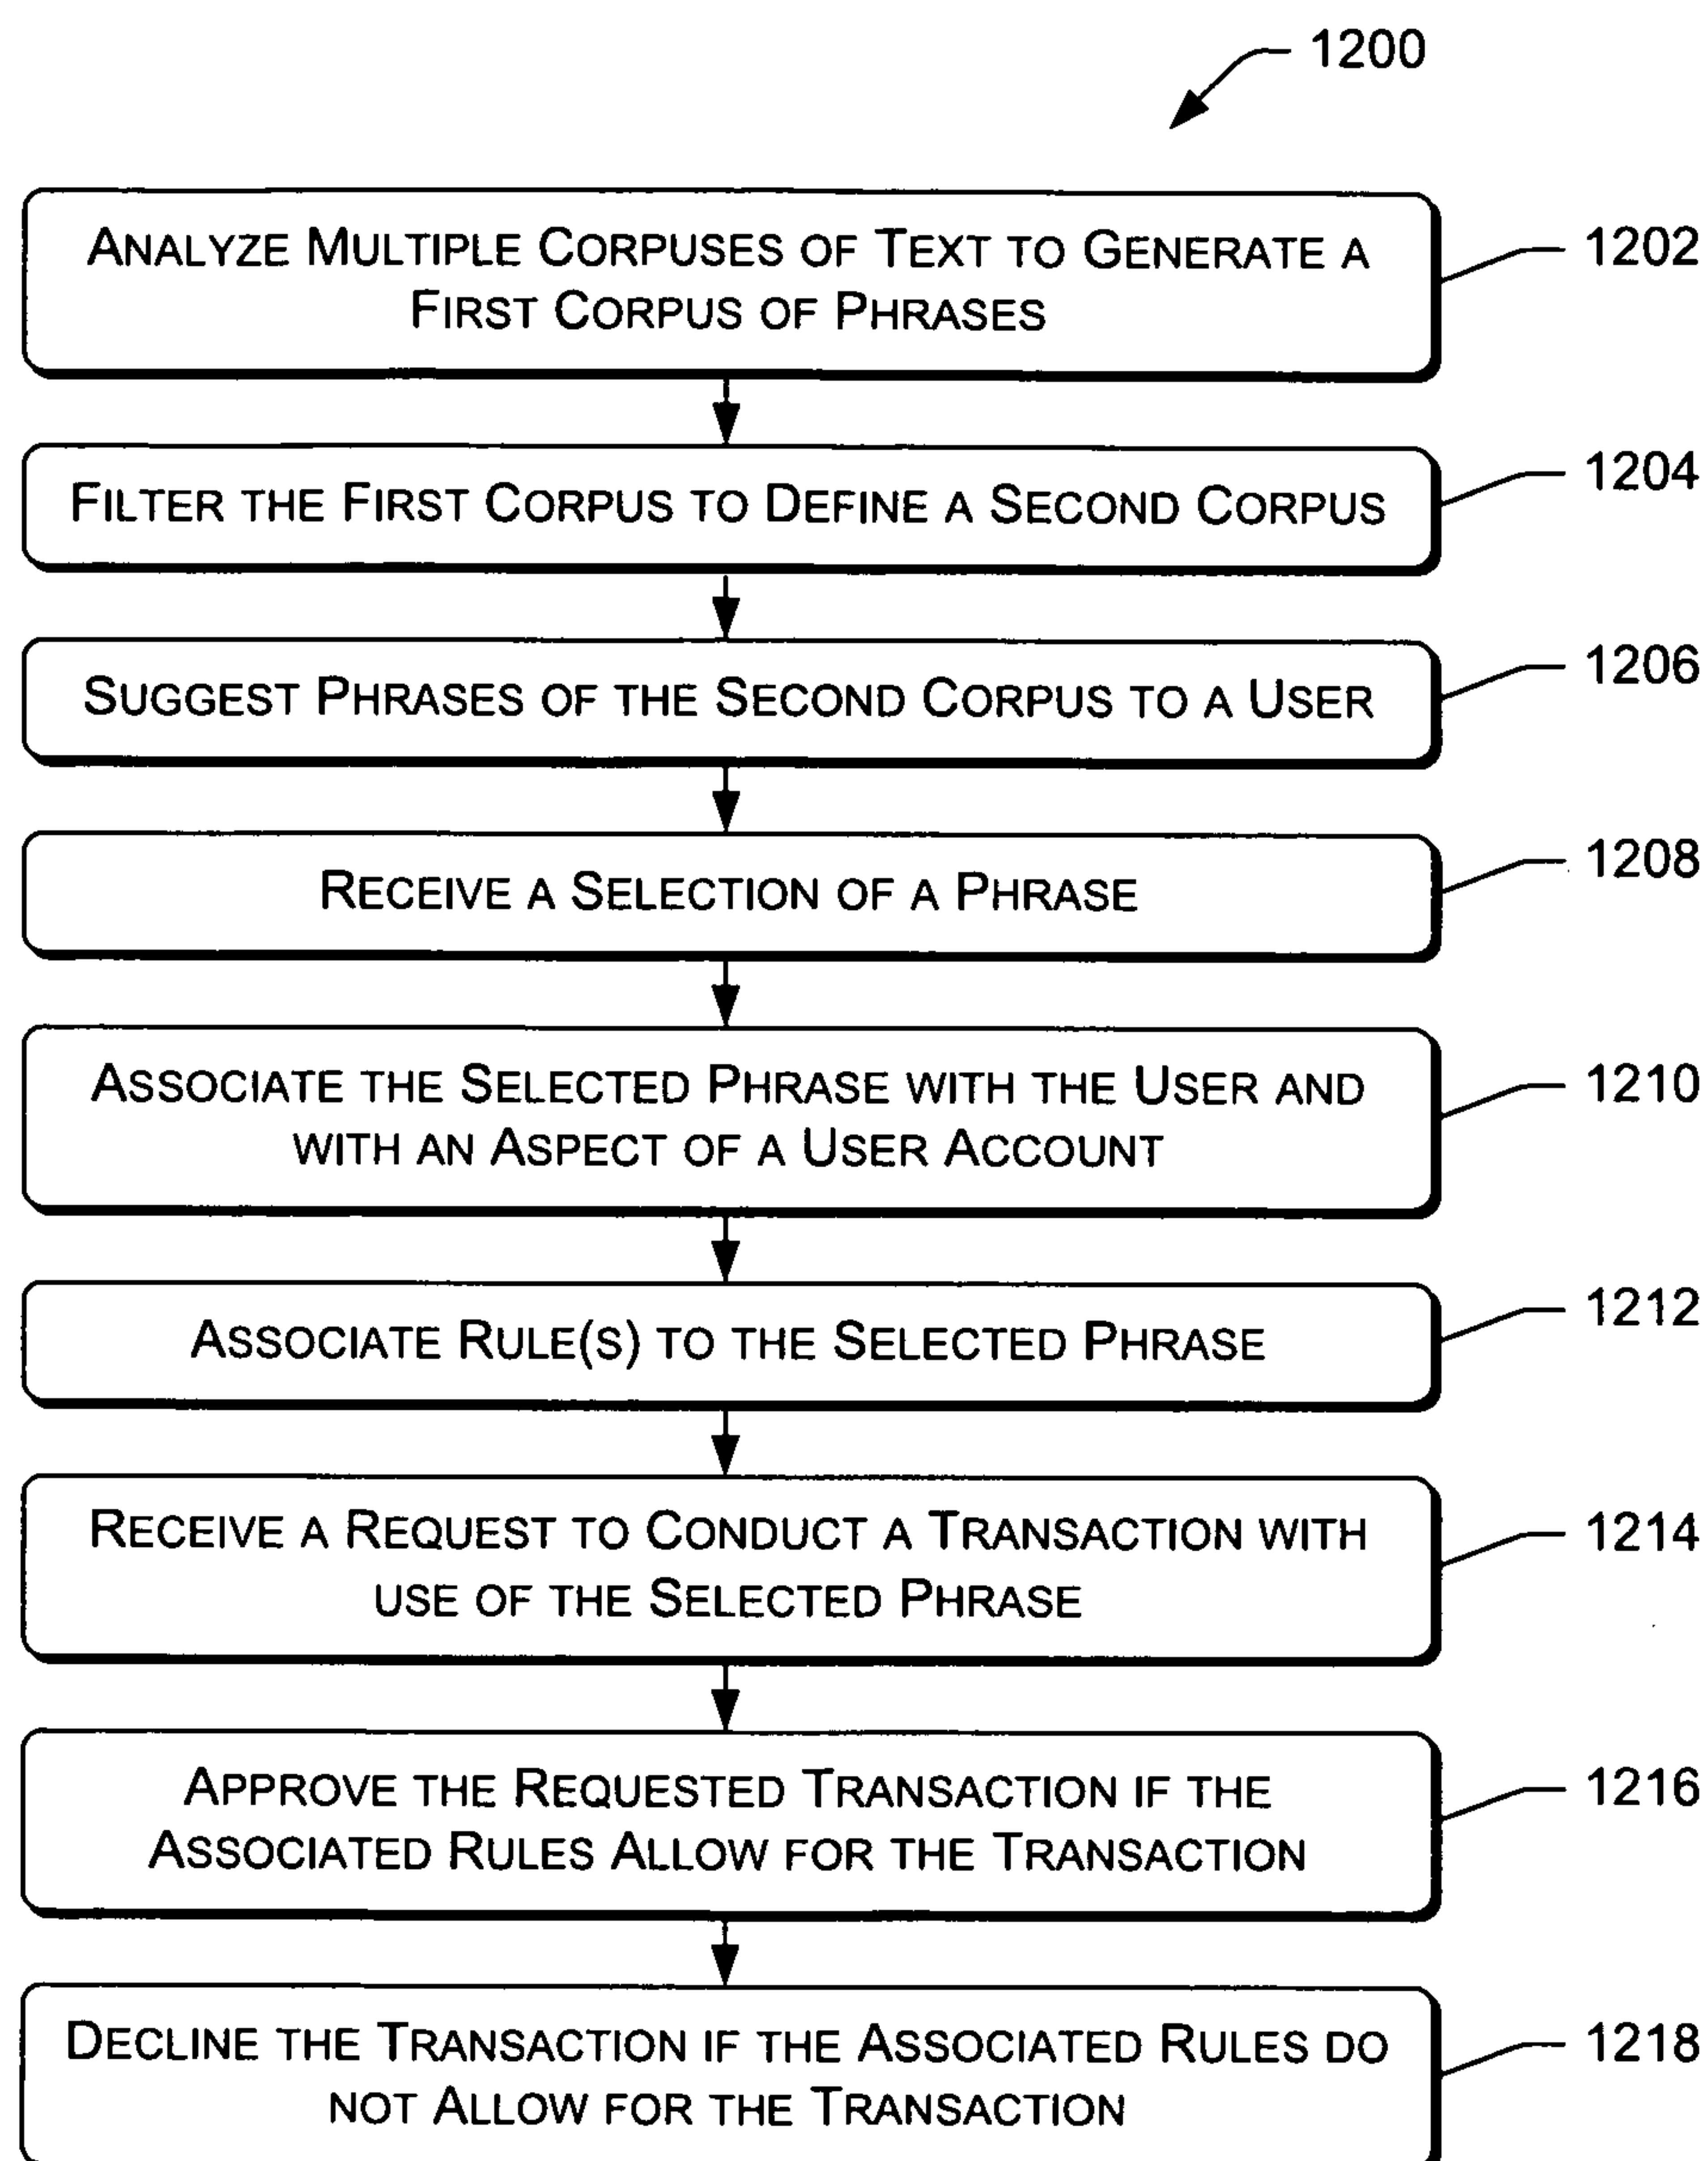 1200
ANALYZE MULTIPLE CORPUSES OF TEXT TO GENERATE A
FIRST CORPUS OF PHRASES
1202
FILTER THE FIRST CORPUS TO DEFINE A SECOND CORPUS
1204
SUGGEST PHRASES OF THE SECOND CORPUS TO A USER
1206
RECEIVE A SELECTION OF A PHRASE
1208
ASSOCIATE THE SELECTED PHRASE WITH THE USER AND
WITH AN ASPECT OF A USER ACCOUNT
1210
ASSOCIATE RULE(S) TO THE SELECTED PHRASE
1212
RECEIVE A REQUEST TO CONDUCT A TRANSACTION WITH
USE OF THE SELECTED PHRASE
1214
APPROVE THE REQUESTED TRANSACTION IF THE
ASSOCIATED RULES ALLOW FOR THE TRANSACTION
1216
DECLINE THE TRANSACTION IF THE ASSOCIATED RULES DO
NOT ALLOW FOR THE TRANSACTION
1218